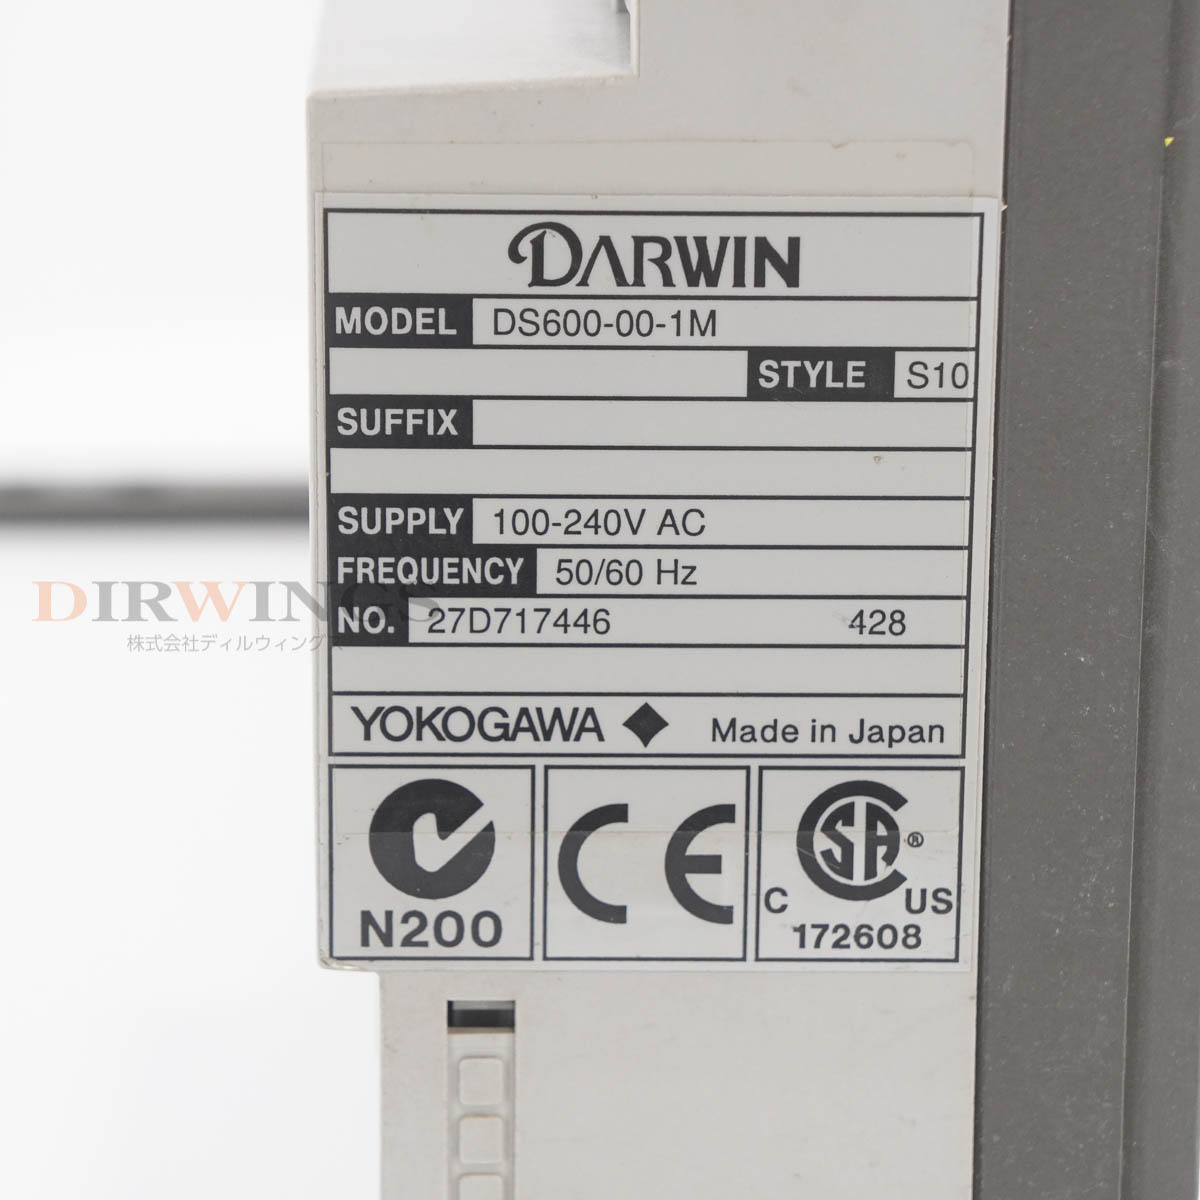 DARWIN
MODEL DS600-00-1M
STYLE S10
SUFFIX
SUPPLY 100-240V AC
FREQUENCY 50/60 Hz
NO. 27D717446 428
YOKOGAWA Made in Japan
N200
CE
SA ®
C US
172608
DIRWINGS
株式会社ディルウィングス